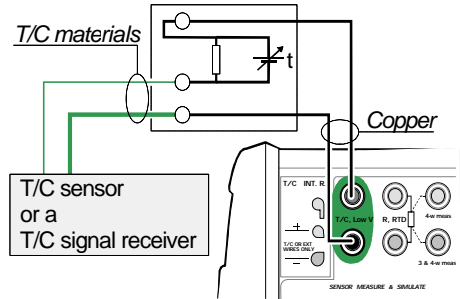 T/C materials
t
Copper
T/C sensor
or a
T/C signal receiver
T/C INT. R.
T/C, Low V
R, RTD
4-w meas
+
T/C OR EXT
WIRES ONLY
-
3 & 4-w meas
SENSOR MEASURE & SIMULATE